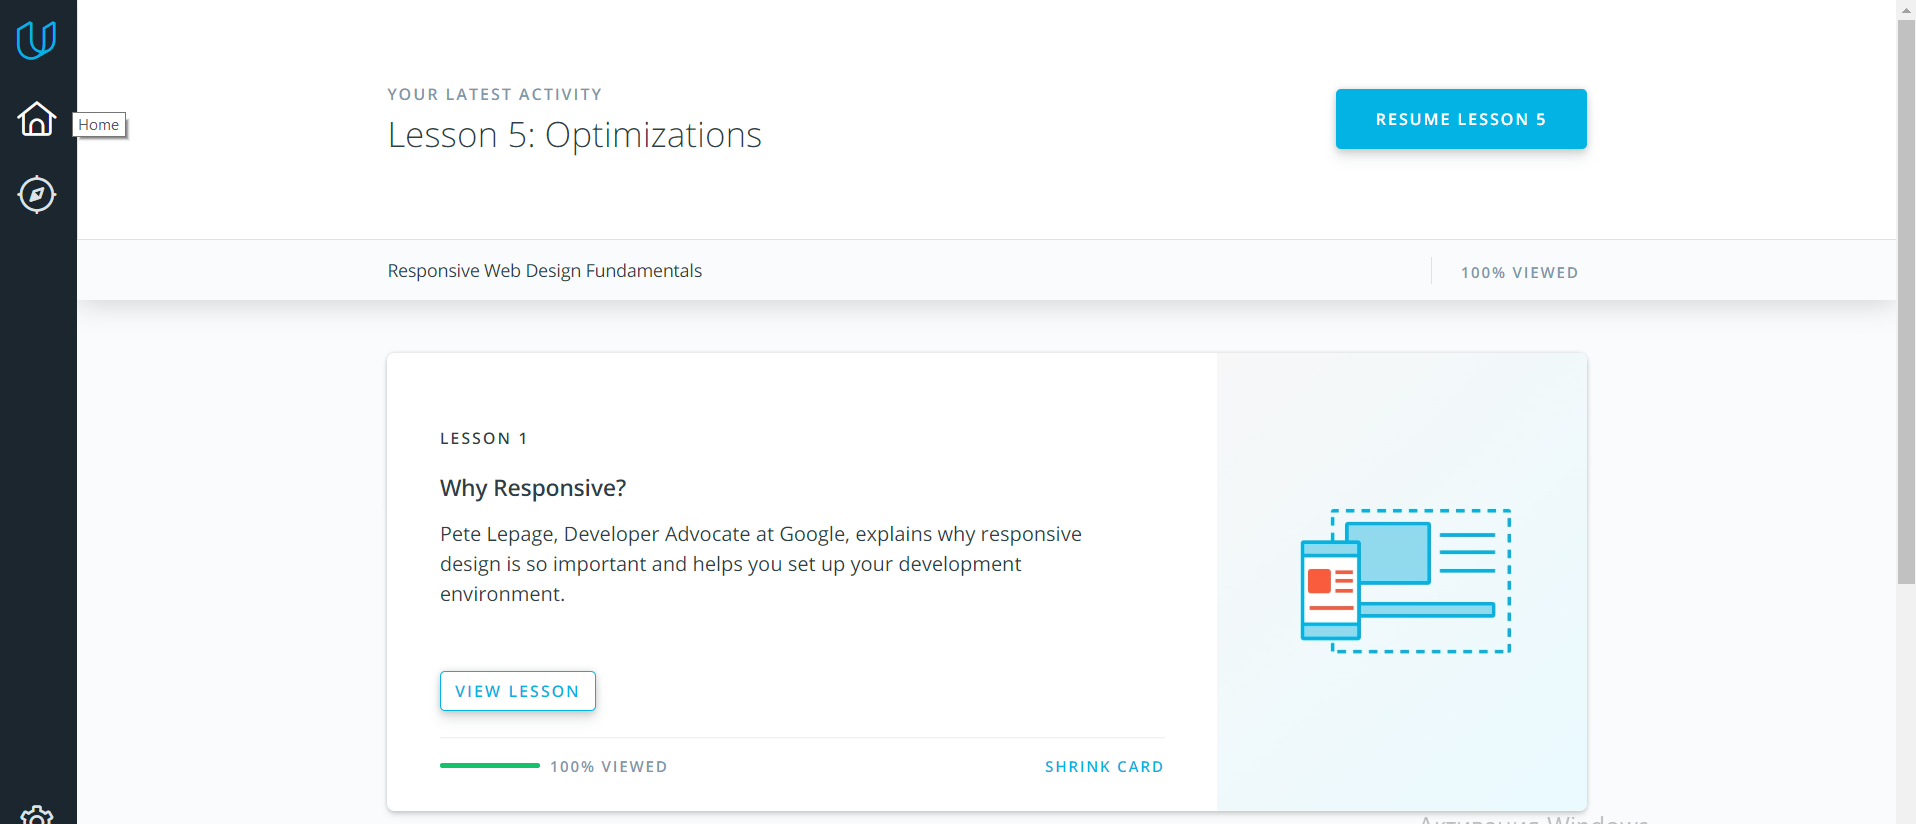 Home
YOUR LATEST ACTIVITY
Lesson 5: Optimizations
RESUME LESSON 5
Responsive Web Design Fundamentals
100% VIEWED
LESSON 1
Why Responsive?
Pete Lepage, Developer Advocate at Google, explains why responsive
design is so important and helps you set up your development
environment.
VIEW LESSON
100% VIEWED
SHRINK CARD
Активация Windows